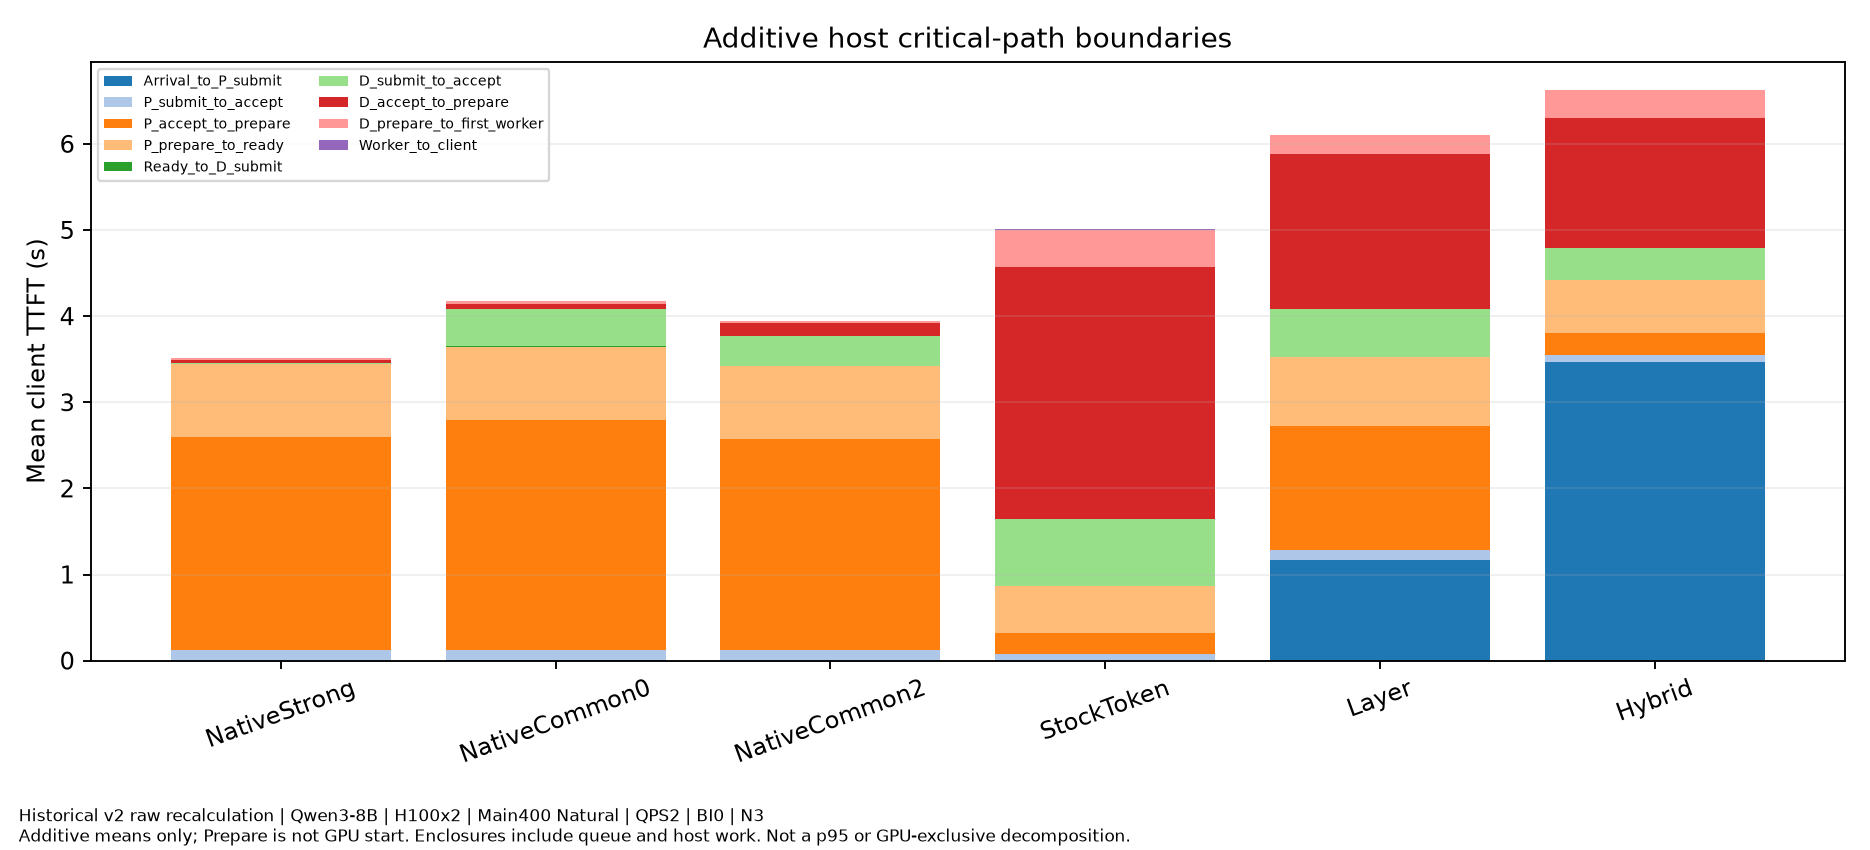 Additive host critical-path boundaries
Arrival_to_P_submit
P_submit_to_accept
P_accept_to_prepare
P_prepare_to_ready
Ready_to_D_submit
D_submit_to_accept
D_accept_to_prepare
D_prepare_to_first_worker
Worker_to_client
Mean client TTFT (s)
6
5
4
3
2
1
0
NativeStrong
NativeCommon0
NativeCommon2
StockToken
Layer
Hybrid
Historical v2 raw recalculation | Qwen3-8B | H100x2 | Main400 Natural | QPS2 | BI0 | N3
Additive means only; Prepare is not GPU start. Enclosures include queue and host work. Not a p95 or GPU-exclusive decomposition.